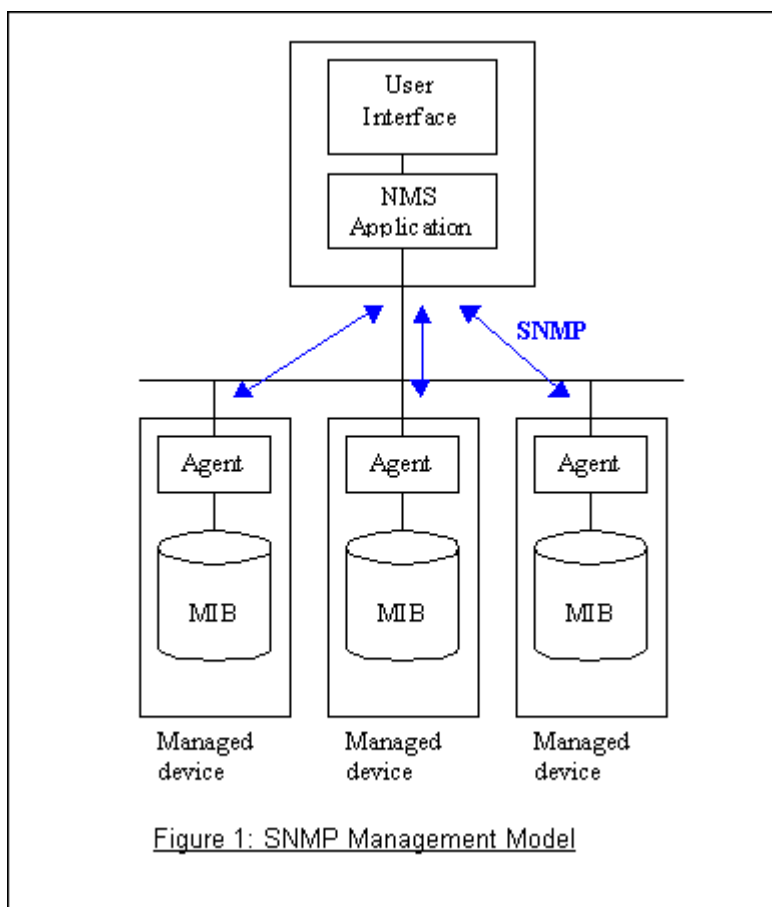 User
Interface
NMS
Application
SNMP
Agent
Agent
Agent
MIB
MIB
MIB
Managed
device
Managed
device
Managed
device
Figure 1: SNMP Management Model